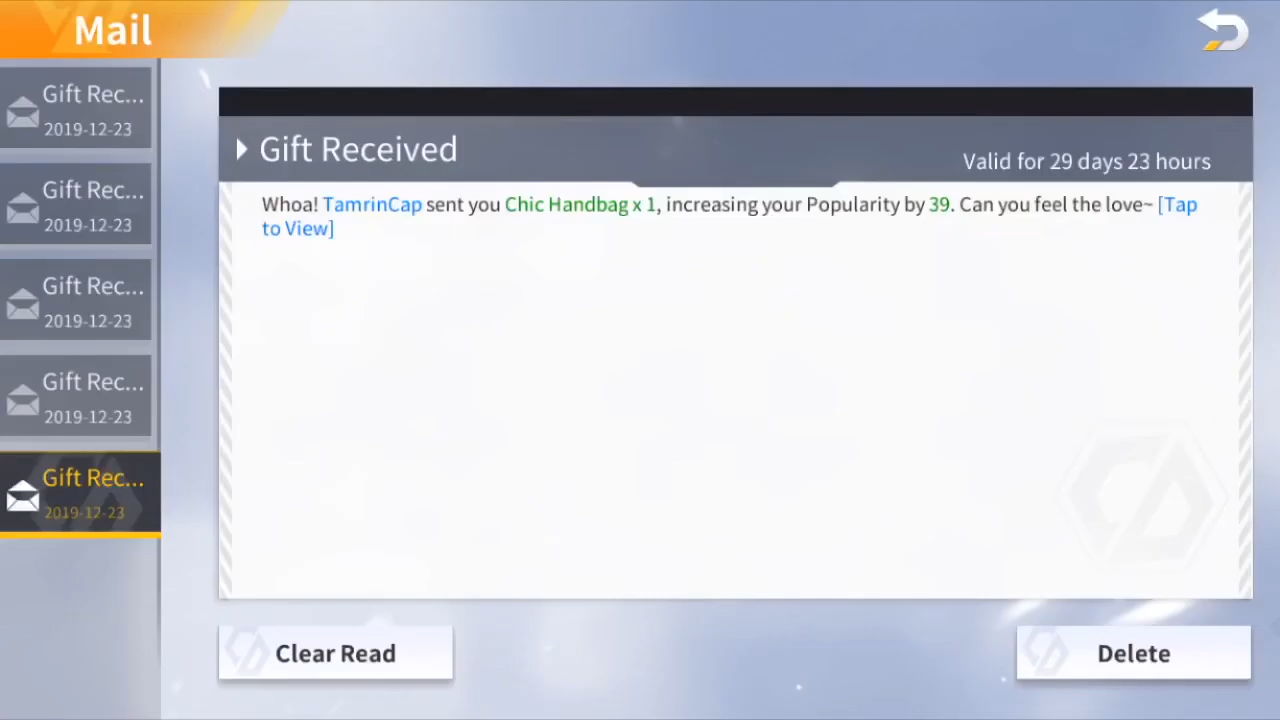 Mail
Gift Rec...
2019-12-23
Gift Rec...
2019-12-23
Gift Rec...
2019-12-23
Gift Rec...
2019-12-23
Gift Rec...
2019-12-23
Gift Received
Valid for 29 days 23 hours
Whoa! TamrinCap sent you Chic Handbag x 1, increasing your Popularity by 39. Can you feel the love~ [Tap
to View]
Clear Read
Delete